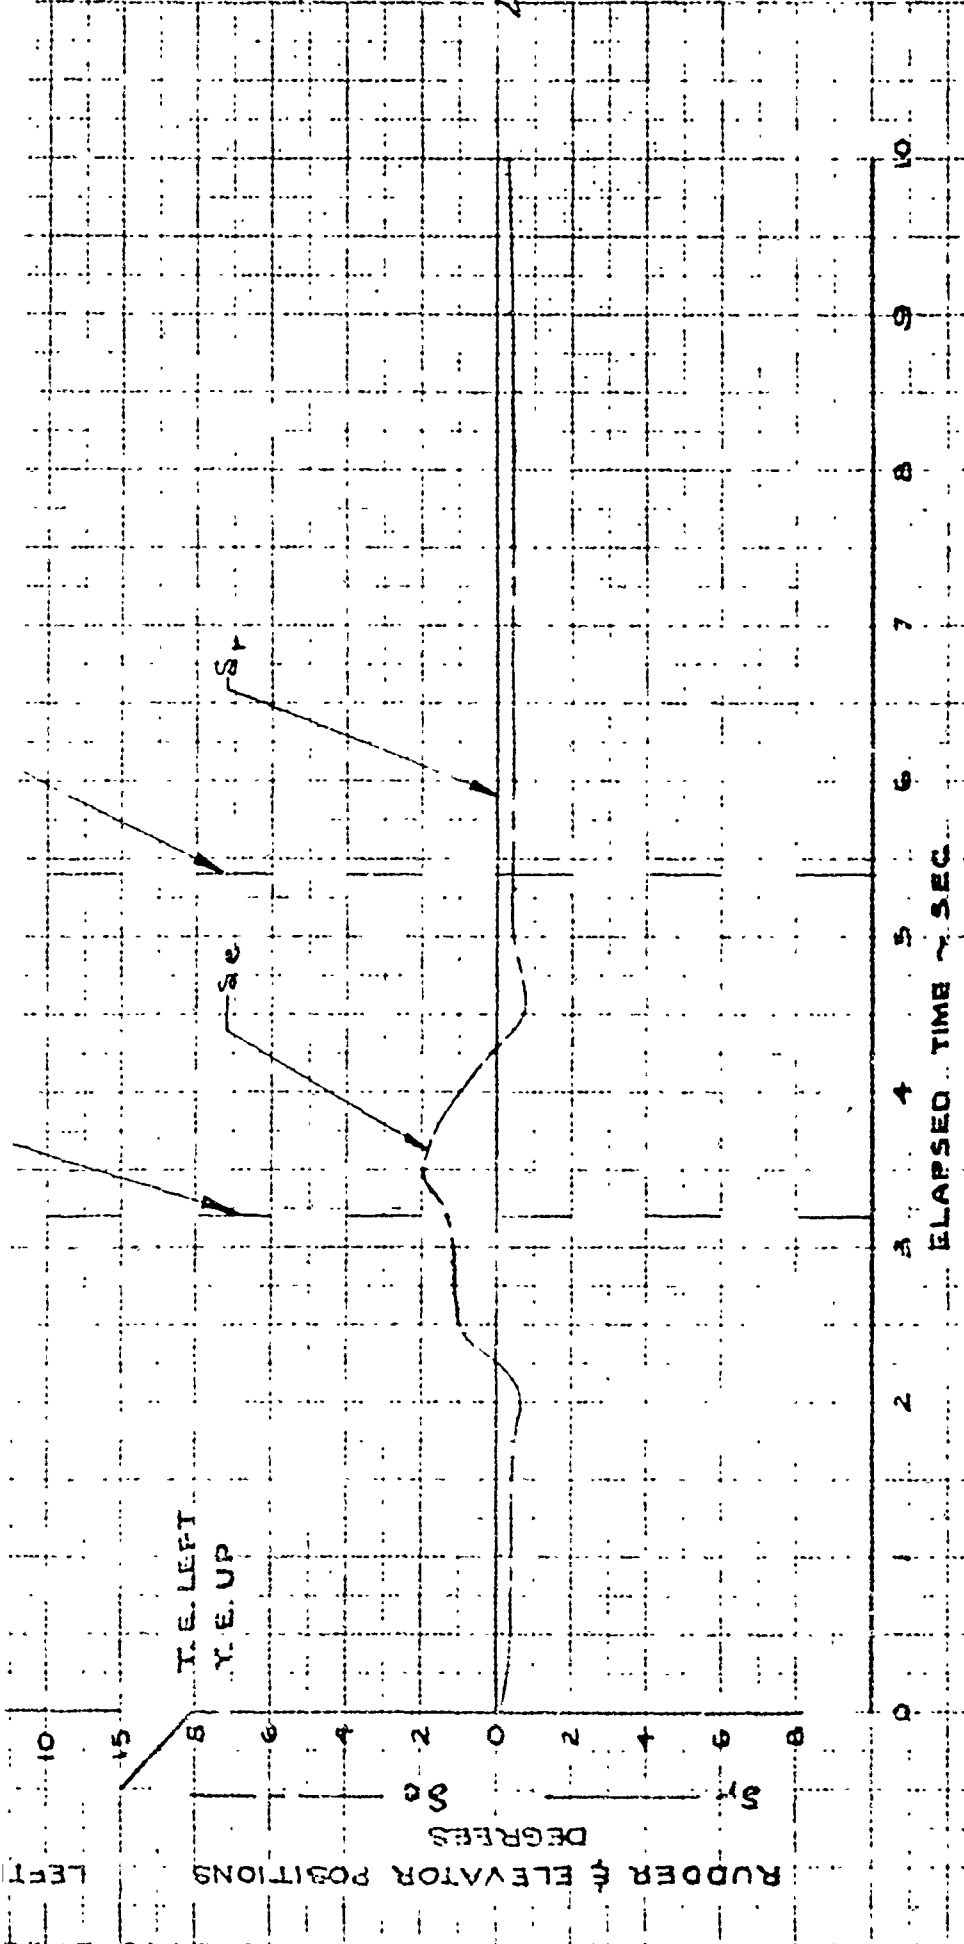 LEFT
10
15
T.E. LEFT
T.E. UP
8
6
4
2
0
2
4
6
8
RUDDER & ELEVATOR POSITIONS
DEGREES
δe
δr
δe
δr
0 1 2 3 4 5 6 7 8 9 10
ELAPSED TIME ~ SEC